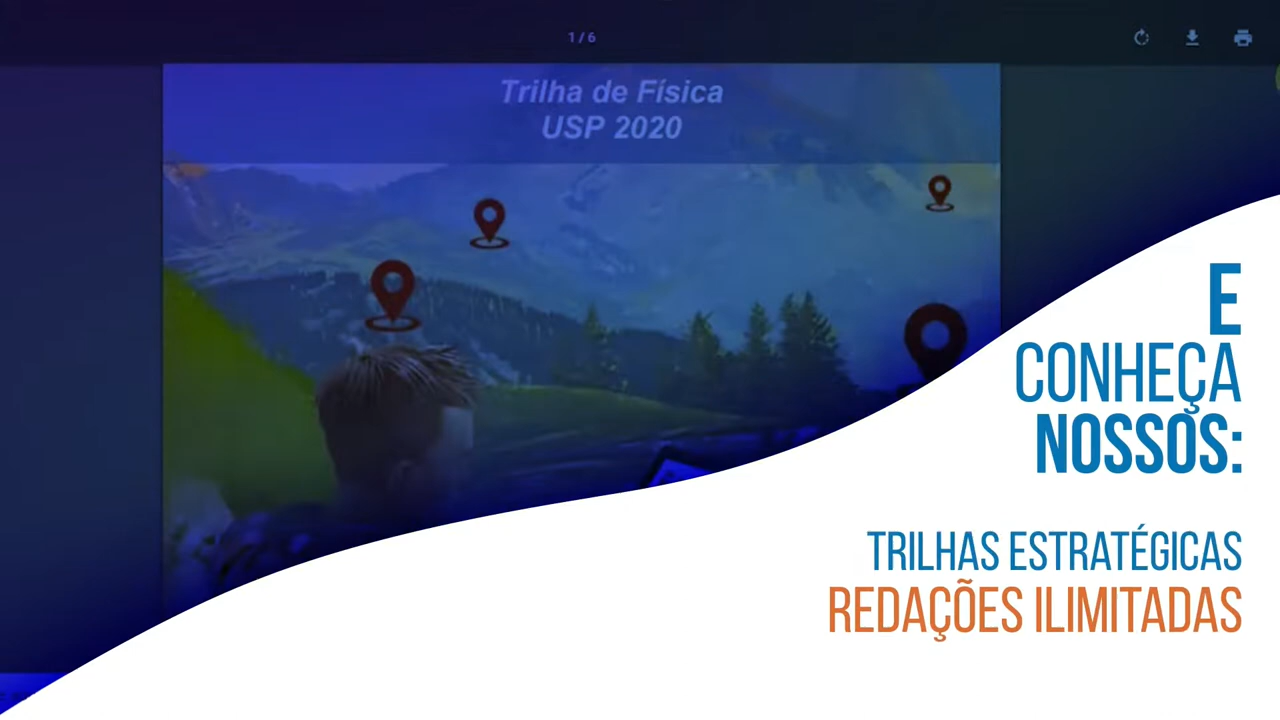 1 / 6
Trilha de Física
USP 2020
E
CONHEÇA
NOSSOS:
TRILHAS ESTRATÉGICAS
REDAÇÕES ILIMITADAS